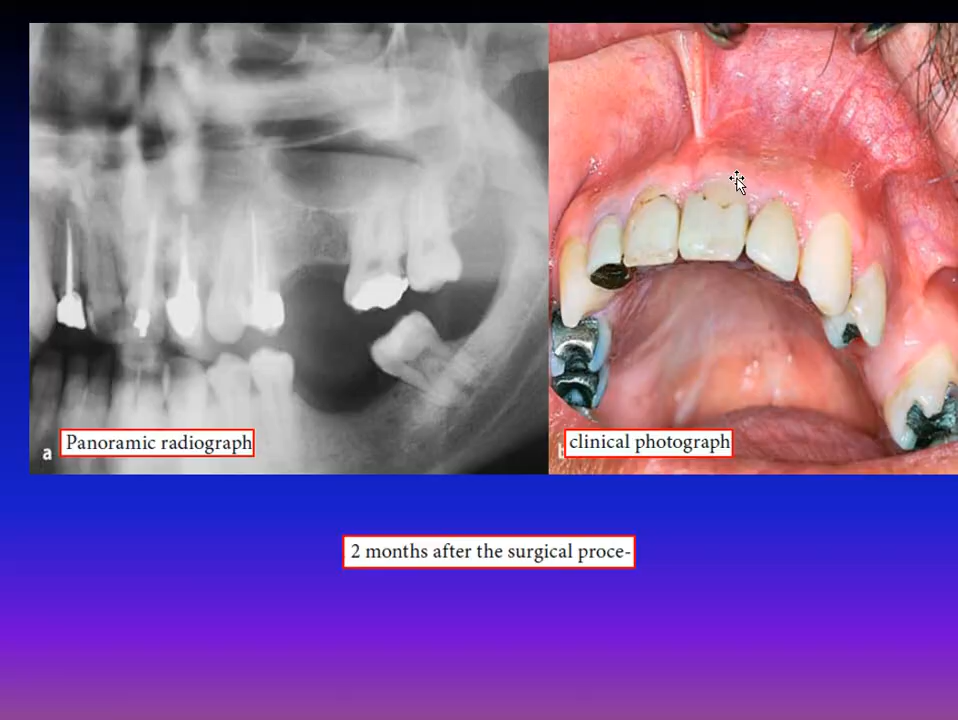 a
Panoramic radiograph
clinical photograph
2 months after the surgical proce-